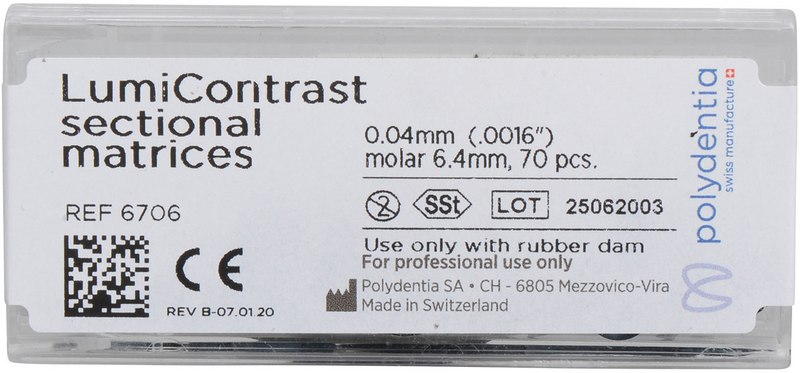 LumiContrast
sectional
matrices
REF 6706
REV B-07.01.20
0.04mm (.0016")
molar 6.4mm, 70 pcs.
2 SSt LOT 25062003
Use only with rubber dam
For professional use only
Polydentia SA • CH - 6805 Mezzovico-Vira
Made in Switzerland
polydentia
swiss manufacture
CE